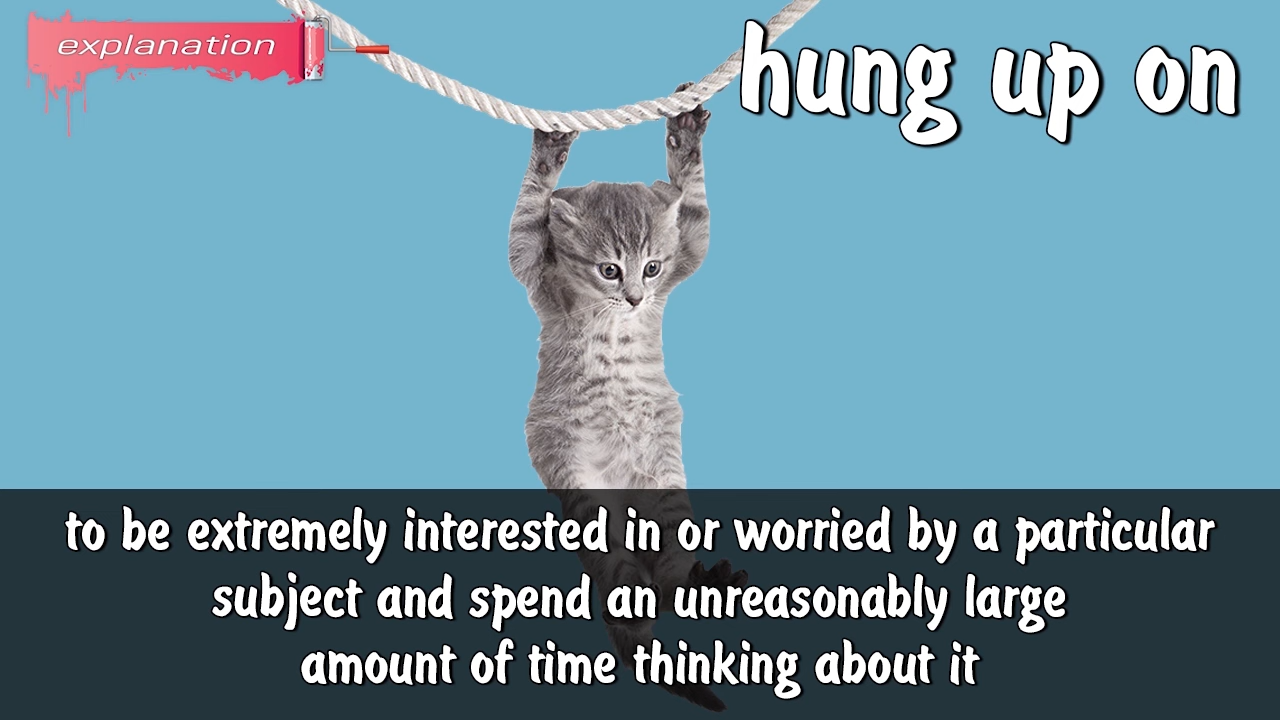 explanation
hung up on
to be extremely interested in or worried by a particular
subject and spend an unreasonably large
amount of time thinking about it